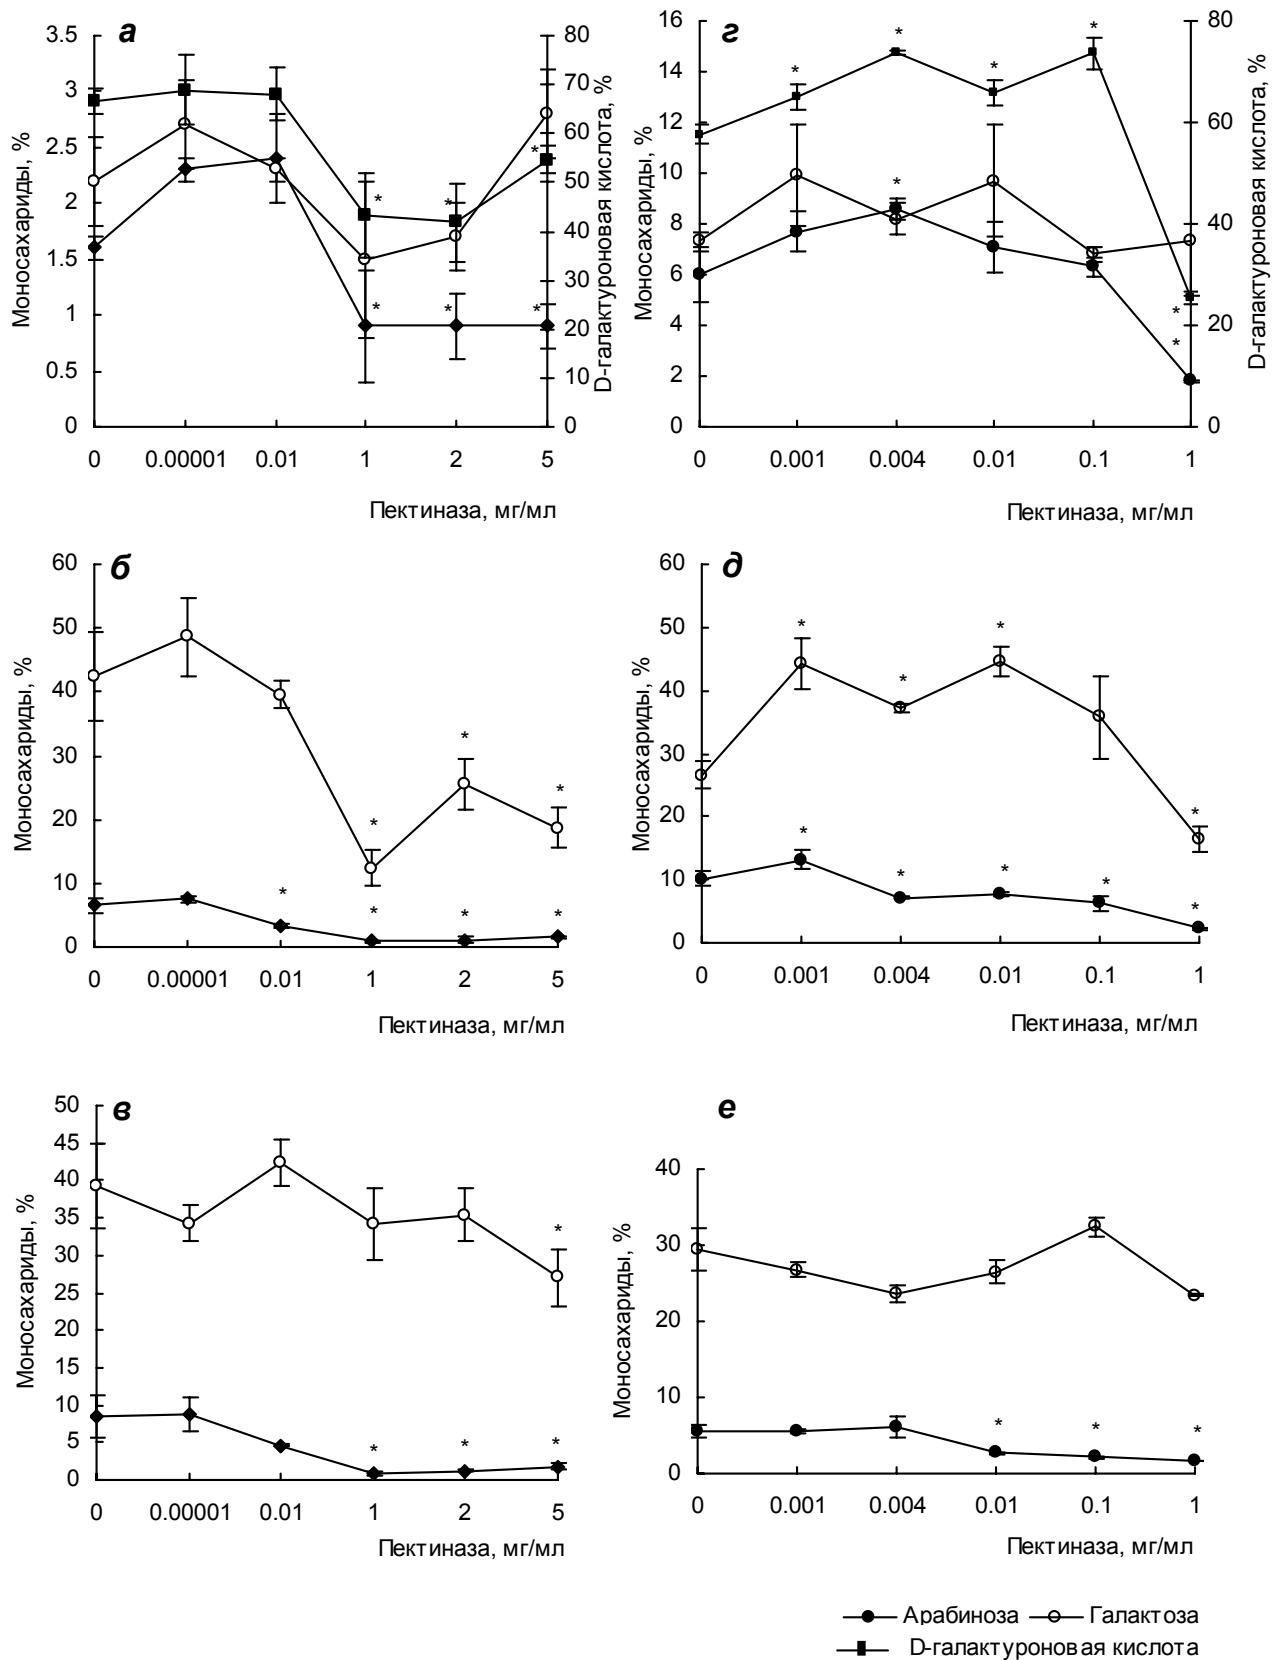 а
3.5
3
2.5
2
1.5
1
0.5
0
Моносахариды, %
80
70
60
50
40
30
20
10
0
D-галактуроновая кислота, %
* * * * * *
0 0.00001 0.01 1 2 5
Пектиназа, мг/мл
г
16
14
12
10
8
6
4
2
0
Моносахариды, %
80
60
40
20
0
D-галактуроновая кислота, %
* * * * * * *
0 0.001 0.004 0.01 0.1 1
Пектиназа, мг/мл
б
60
50
40
30
20
10
0
Моносахариды, %
* * * * * * *
0 0.00001 0.01 1 2 5
Пектиназа, мг/мл
д
60
50
40
30
20
10
0
Моносахариды, %
* * * * * * * * *
0 0.001 0.004 0.01 0.1 1
Пектиназа, мг/мл
в
50
45
40
35
30
25
20
15
10
5
0
Моносахариды, %
* * * *
0 0.00001 0.01 1 2 5
Пектиназа, мг/мл
е
40
30
20
10
0
Моносахариды, %
* * *
0 0.001 0.004 0.01 0.1 1
Пектиназа, мг/мл
Арабиноза Галактоза
D-галактуроновая кислота